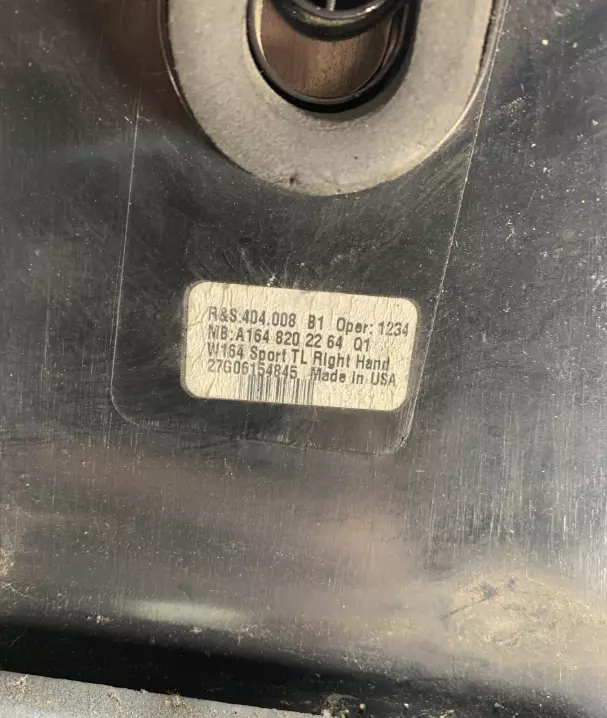 R&S:404.008 B1 Oper: 1234
MB:A164 820 22 64 Q1
W164 Sport TL Right Hand
27G06154845 Made in USA